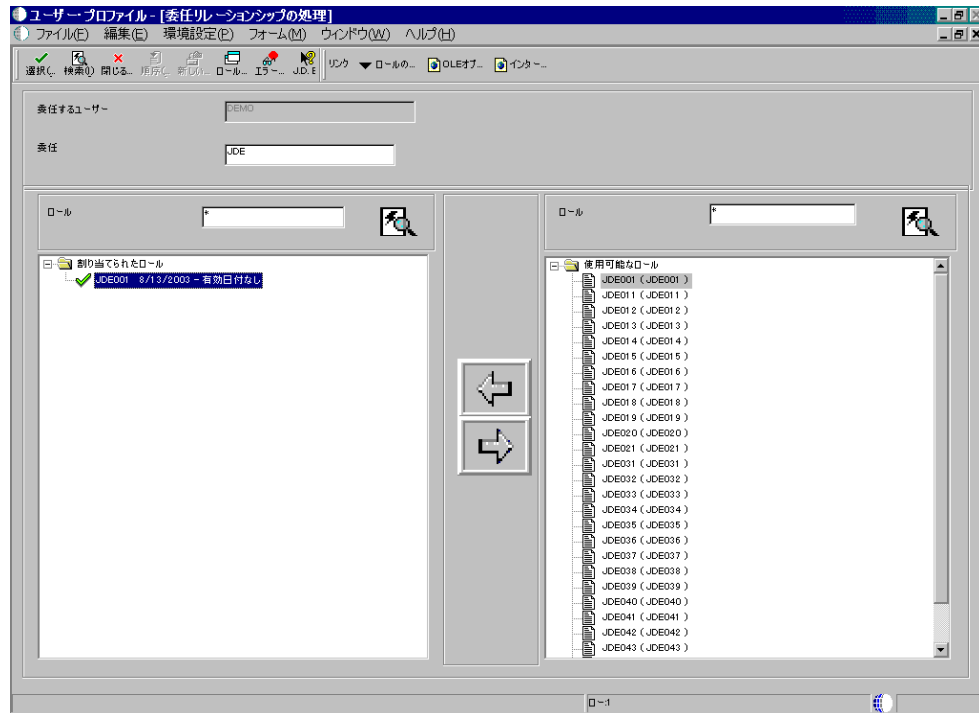 ユーザー・プロファイル - [委任リレーションシップの処理]
ファイル(F) 編集(E) 環境設定(P) フォーム(M) ウィンドウ(W) ヘルプ(H)
選択(.. 検索(I) 閉じる.. 順序(.. 新しい... ロール... エラー... J.D. E リンク ロールの... OLEオブ... インター...
委任するユーザー DEMO
委任 JDE
ロール *
割り当てられたロール
JDE001 8/13/2003 - 有効日付なし
ロール *
使用可能なロール
JDE001 ( JDE001 )
JDE011 ( JDE011 )
JDE012 ( JDE012 )
JDE013 ( JDE013 )
JDE014 ( JDE014 )
JDE015 ( JDE015 )
JDE016 ( JDE016 )
JDE017 ( JDE017 )
JDE018 ( JDE018 )
JDE019 ( JDE019 )
JDE020 ( JDE020 )
JDE021 ( JDE021 )
JDE031 ( JDE031 )
JDE032 ( JDE032 )
JDE033 ( JDE033 )
JDE034 ( JDE034 )
JDE035 ( JDE035 )
JDE036 ( JDE036 )
JDE037 ( JDE037 )
JDE038 ( JDE038 )
JDE039 ( JDE039 )
JDE040 ( JDE040 )
JDE041 ( JDE041 )
JDE042 ( JDE042 )
JDE043 ( JDE043 )
ロー:1